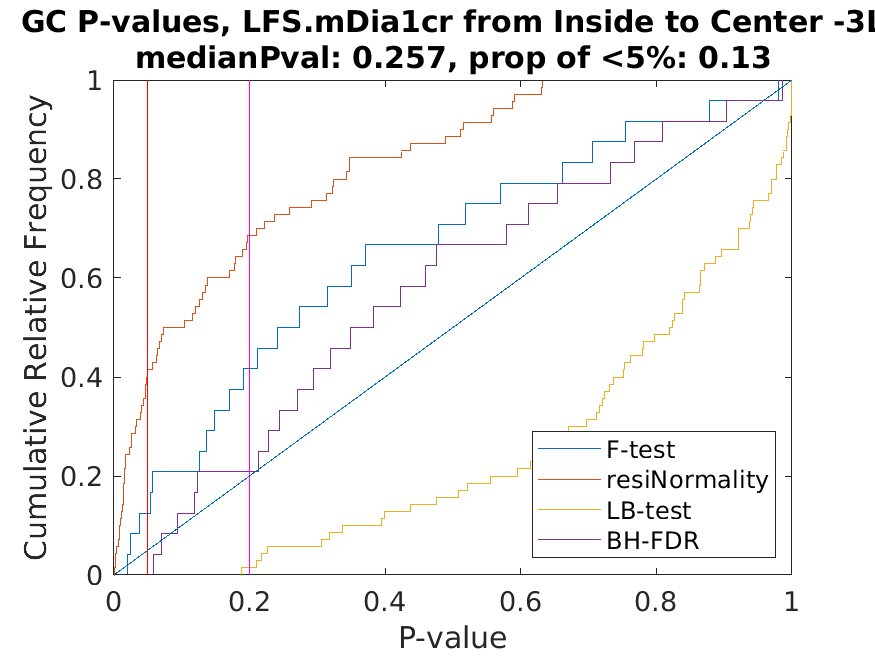 GC P-values, LFS.mDia1cr from Inside to Center -3L
medianPval: 0.257, prop of <5%: 0.13
Cumulative Relative Frequency
1
0.8
0.6
0.4
0.2
0
F-test
resiNormality
LB-test
BH-FDR
0 0.2 0.4 0.6 0.8 1
P-value